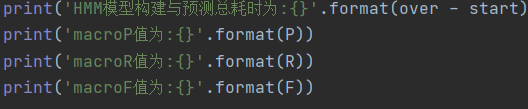 print('HMM模型构建与预测总耗时为:{}'.format(over - start)
print('macroP值为:{}'.format(P))
print('macroR值为:{}'.format(R))
print('macroF值为:{}'.format(F))